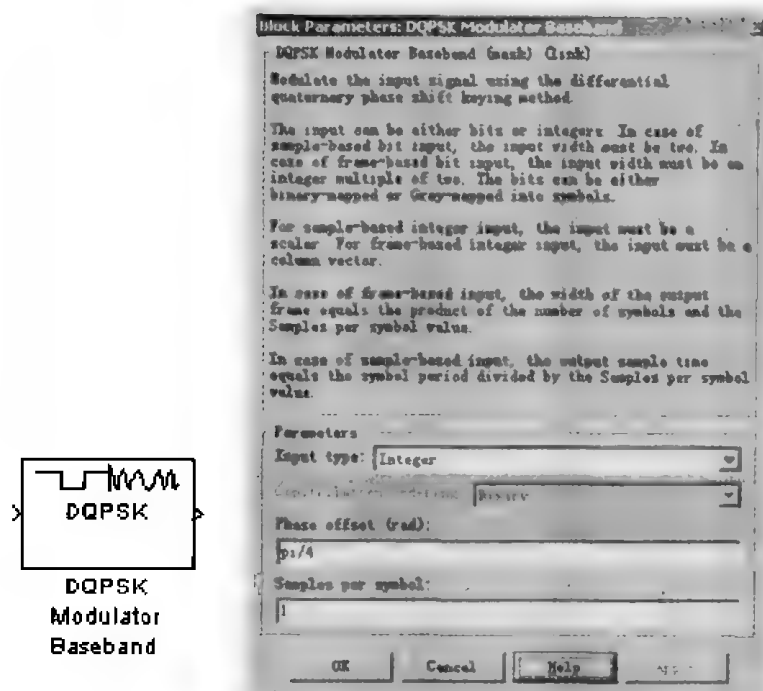 Block Parameters: DQPSK Modulator Baseband
DQPSK Modulator Baseband (mask) (link)
Modulate the input signal using the differential
quaternary phase shift keying method
The input can be either bits or integers. In case of
sample-based bit input, the input width must be two. In
case of frame-based bit input, the input width must be an
integer multiple of two. The bits can be either
binary-mapped or Gray-mapped into symbols.
For sample-based integer input, the input must be a
scalar. For frame-based integer input, the input must be a
column vector.
In case of frame-based input, the width of the output
frame equals the product of the number of symbols and the
Samples per symbol value.
In case of sample-based input, the output sample time
equals the symbol period divided by the Samples per symbol
value.
Parameters
Input type: Integer
Binary
Phase offset (rad):
pi/4
Samples per symbol:
1
OK Cancel Help Apply
DQPSK
DQPSK
Modulator
Baseband